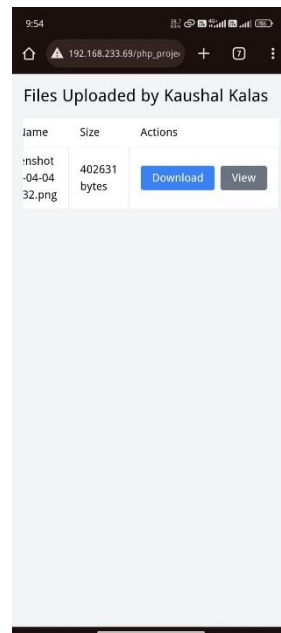 9:54
192.168.233.69/php_proje
7
Files Uploaded by Kaushal Kalas
Name Size Actions
enshot
-04-04
32.png
402631
bytes
Download View